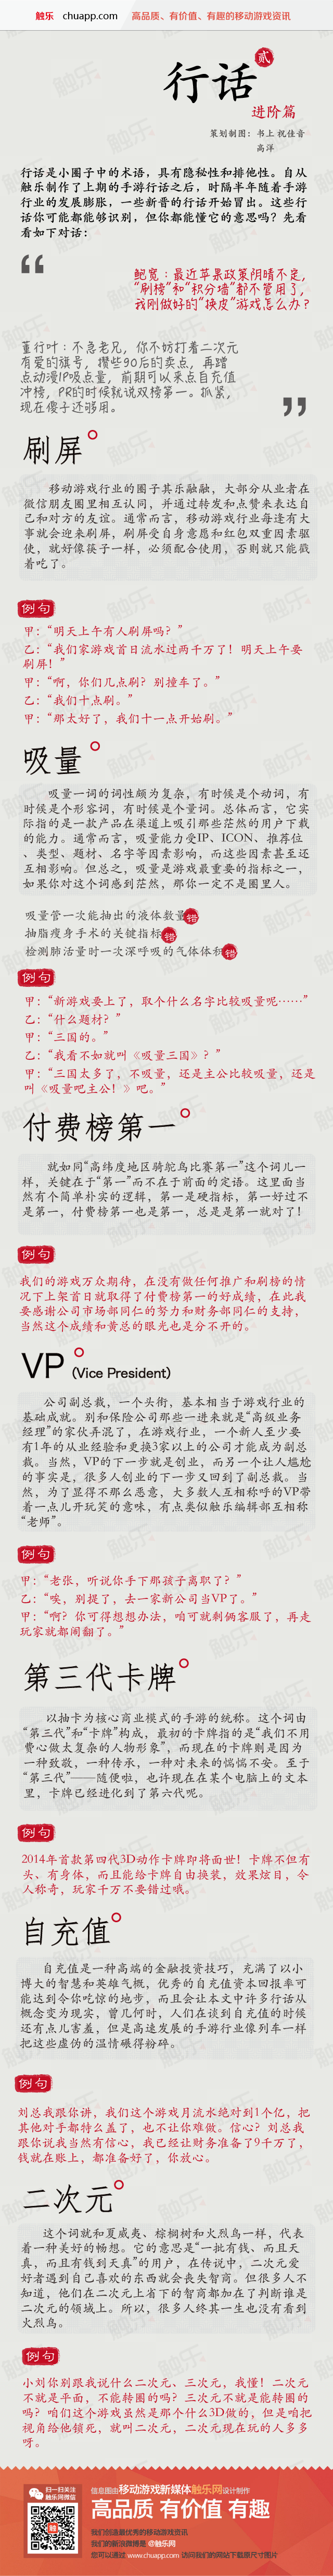 触乐 chuapp.com 高品质、有价值、有趣的移动游戏资讯
行话 贰
进阶篇
策划制图：书上 祝佳音
高洋
行话是小圈子中的术语，具有隐秘性和排他性。自从
触乐制作了上期的手游行话之后，时隔半年随着手游
行业的发展膨胀，一些新晋的行话开始冒出。这些行
话你可能都能够识别，但你都能懂它的意思吗？先看
看如下对话：
“
鲍宽：最近苹果政策阴晴不定，
“刷榜”和“积分墙”都不管用了，
我刚做好的“换皮”游戏怎么办？
董行叶：不急老兄，你不妨打着二次元
有爱的旗号，攒些90后的卖点，再蹭
点动漫IP吸点量，前期可以来点自充值
冲榜，PR的时候就说双榜第一。抓紧，
现在傻子还够用。
”
刷屏
移动游戏行业的圈子其乐融融，大部分从业者在
微信朋友圈里相互认同，并通过转发和点赞来表达自
己和对方的友谊。通常而言，移动游戏行业每逢有大
事就会迎来刷屏，刷屏受自身意愿和红包双重因素驱
使，就好像筷子一样，必须配合使用，否则就只能戳
着吃了。
例句
甲：“明天上午有人刷屏吗？”
乙：“我们家游戏首日流水过两千万了！明天上午要
刷屏！”
甲：“啊，你们几点刷？别撞车了。”
乙：“我们十点刷。”
甲：“那太好了，我们十一点开始刷。”
吸量
吸量一词的词性颇为复杂，有时候是个动词，有
时候是个形容词，有时候是个量词。总体而言，它实
际指的是一款产品在渠道上吸引那些茫然的用户下载
的能力。通常而言，吸量能力受IP、ICON、推荐位
、类型、题材、名字等因素影响，而这些因素甚至还
互相影响。但总之，吸量是游戏最重要的指标之一，
如果你对这个词感到茫然，那你一定不是圈里人。
吸量管一次能抽出的液体数量 错
抽脂瘦身手术的关键指标 错
检测肺活量时一次深呼吸的气体体积 错
例句
甲：“新游戏要上了，取个什么名字比较吸量呢……”
乙：“什么题材？”
甲：“三国的。”
乙：“我看不如就叫《吸量三国》？”
甲：“三国太多了，不吸量，还是主公比较吸量，还是
叫《吸量吧主公！》吧。”
付费榜第一
就如同“高纬度地区骑鸵鸟比赛第一”这个词儿一
样，关键在于“第一”而不在于前面的定语。这里面当
然有个简单朴实的逻辑，第一是硬指标，第一好过不
是第一，付费榜第一也是第一，总是是第一就对了！
例句
我们的游戏万众期待，在没有做任何推广和刷榜的情
况下上架首日就取得了付费榜第一的好成绩，在此我
要感谢公司市场部同仁的努力和财务部同仁的支持，
当然这个成绩和黄总的眼光也是分不开的。
VP (Vice President)
公司副总裁，一个头衔，基本相当于游戏行业的
基础成就。别和保险公司那些一进来就是“高级业务
经理”的家伙弄混了，在游戏行业，一个新人至少要
有1年的从业经验和更换3家以上的公司才能成为副总
裁。当然，VP的下一步就是创业，而另一个让人尴尬
的事实是，很多人创业的下一步又回到了副总裁。当
然，为了显得不那么恶意，大多数人互相称呼的VP带
着一点儿开玩笑的意味，有点类似触乐编辑部互相称
“老师”。
例句
甲：“老张，听说你手下那孩子离职了？”
乙：“唉，别提了，去一家新公司当VP了。”
甲：“啊？你可得想想办法，咱可就剩俩客服了，再走
玩家就都闹翻了。”
第三代卡牌
以抽卡为核心商业模式的手游的统称。这个词由
“第三代”和“卡牌”构成，最初的卡牌指的是“我们不用
费心做太复杂的人物形象”，而现在的卡牌则是因为
一种致敬，一种传承，一种对未来的惴惴不安。至于
“第三代”——随便啦，也许现在在某个电脑上的文本
里，卡牌已经进化到了第六代呢。
例句
2014年首款第四代3D动作卡牌即将面世！卡牌不但有
头、有身体，而且能给卡牌自由换装，效果炫目，令
人称奇，玩家千万不要错过哦。
自充值
自充值是一种高端的金融投资技巧，充满了以小
博大的智慧和英雄气概，优秀的自充值资本回报率可
能达到令你吃惊的地步，而且会让本文中许多行话从
概念变为现实，曾几何时，人们在谈到自充值的时候
还有点儿害羞，但是高速发展的手游行业像列车一样
把这些虚伪的温情碾得粉碎。
例句
刘总我跟你讲，我们这个游戏月流水绝对到1个亿，把
其他对手都特么盖了，也不让你难做。信心？刘总我
跟你说我当然有信心，我已经让财务准备了9千万了，
钱就在账上，都准备好了，你放心。
二次元
这个词就和夏威夷、棕榈树和火烈鸟一样，代表
着一种美好的畅想。它的意思是“一批有钱、而且天
真，而且有钱到天真”的用户，在传说中，二次元爱
好者遇到自己喜欢的东西就会丧失智商。但很多人不
知道，他们在二次元上省下的智商都加在了判断谁是
二次元的领域上。所以，很多人终其一生也没有看到
火烈鸟。
例句
小刘你别跟我说什么二次元、三次元，我懂！二次元
不就是平面，不能转圈的吗？三次元不就是能转圈的
吗？咱们这个游戏虽然是那个什么3D做的，但是咱把
视角给他锁死，就叫二次元，二次元现在玩的人多多
呀。
扫一扫关注
触乐网微信
信息图由移动游戏新媒体触乐网设计制作
高品质 有价值 有趣
我们创造最优秀的移动游戏资讯
我们的新浪微博是 @触乐网
您可以通过 www.chuapp.com 访问我们的网站下载原尺寸图片